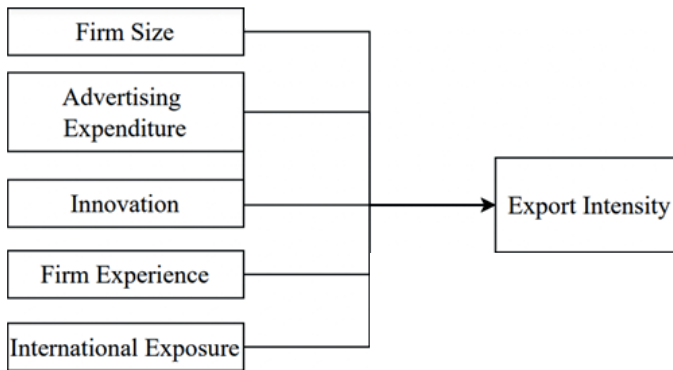 Firm Size
Advertising
Expenditure
Innovation
Export Intensity
Firm Experience
International Exposure